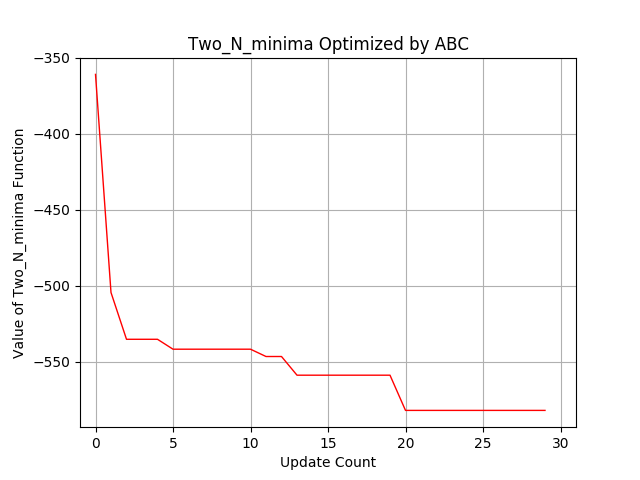 Two_N_minima Optimized by ABC
Value of Two_N_minima Function
−350
−400
−450
−500
−550
0 5 10 15 20 25 30
Update Count